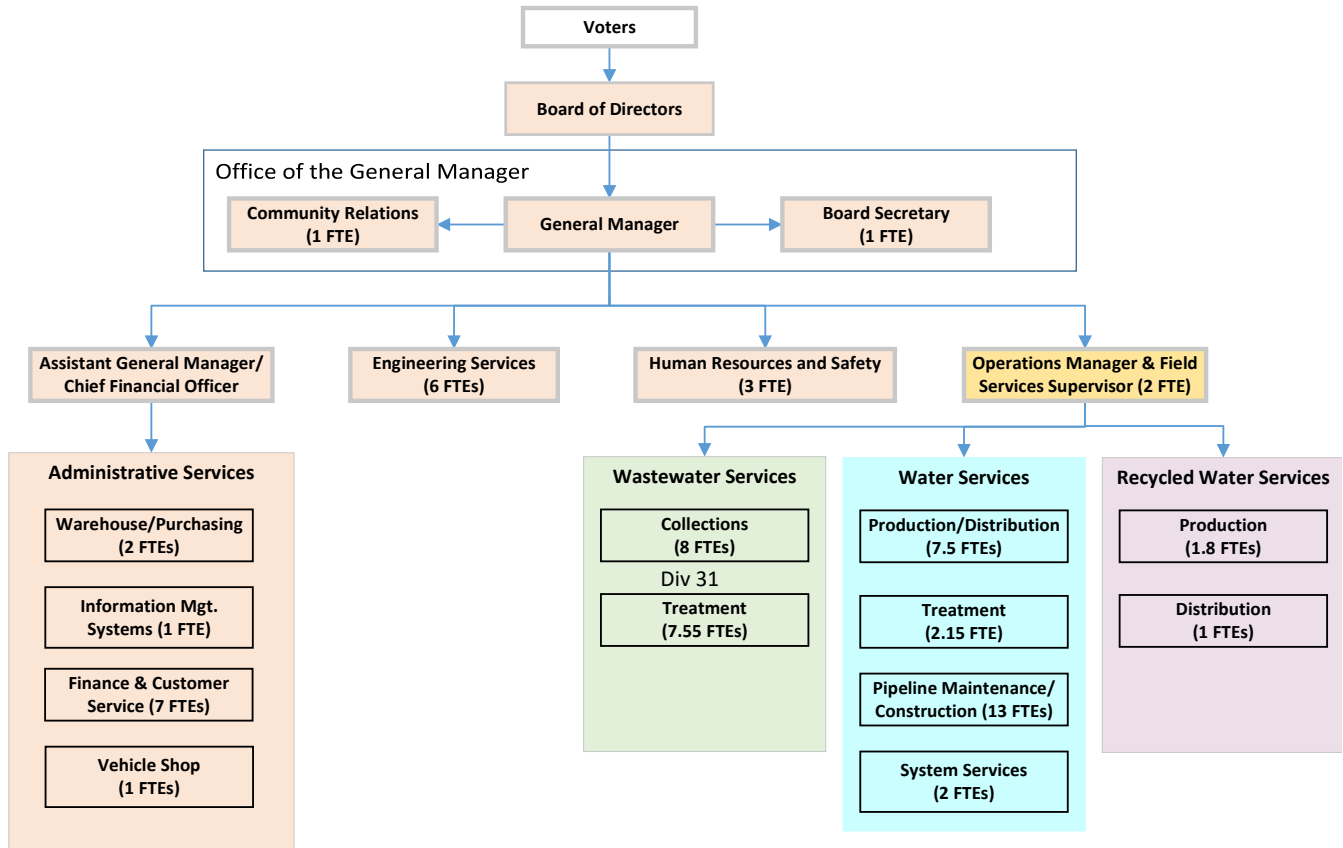 Voters
Board of Directors
Office of the General Manager
Community Relations
(1 FTE)
General Manager
Board Secretary
(1 FTE)
Assistant General Manager/
Chief Financial Officer
Engineering Services
(6 FTEs)
Human Resources and Safety
(3 FTE)
Operations Manager & Field
Services Supervisor (2 FTE)
Administrative Services
Warehouse/Purchasing
(2 FTEs)
Information Mgt.
Systems (1 FTE)
Finance & Customer
Service (7 FTEs)
Vehicle Shop
(1 FTEs)
Wastewater Services
Collections
(8 FTEs)
Div 31
Treatment
(7.55 FTEs)
Water Services
Production/Distribution
(7.5 FTEs)
Treatment
(2.15 FTE)
Pipeline Maintenance/
Construction (13 FTEs)
System Services
(2 FTEs)
Recycled Water Services
Production
(1.8 FTEs)
Distribution
(1 FTEs)